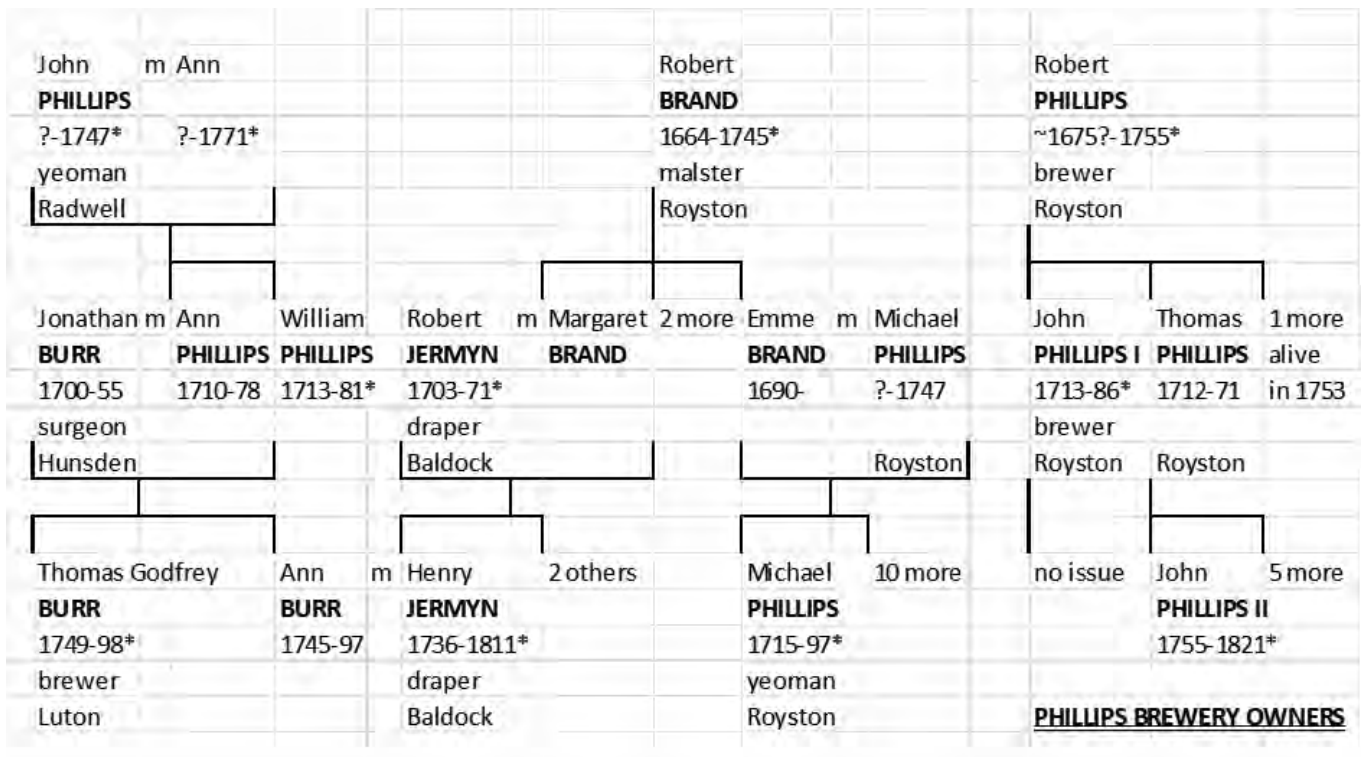 John m Ann Robert Robert
PHILLIPS BRAND PHILLIPS
?-1747* ?-1771* 1664-1745* ~1675?-1755*
yeoman malster brewer
Radwell Royston Royston
Jonathan m Ann William Robert m Margaret 2 more Emme m Michael John Thomas 1 more
BURR PHILLIPS PHILLIPS JERMYN BRAND BRAND PHILLIPS PHILLIPS I PHILLIPS alive
1700-55 1710-78 1713-81* 1703-71* 1690- ?-1747 1713-86* 1712-71 in 1753
surgeon draper brewer
Hunsden Baldock Royston Royston Royston
Thomas Godfrey Ann m Henry 2 others Michael 10 more no issue John 5 more
BURR BURR JERMYN PHILLIPS PHILLIPS II
1749-98* 1745-97 1736-1811* 1715-97* 1755-1821*
brewer draper yeoman
Luton Baldock Royston PHILLIPS BREWERY OWNERS